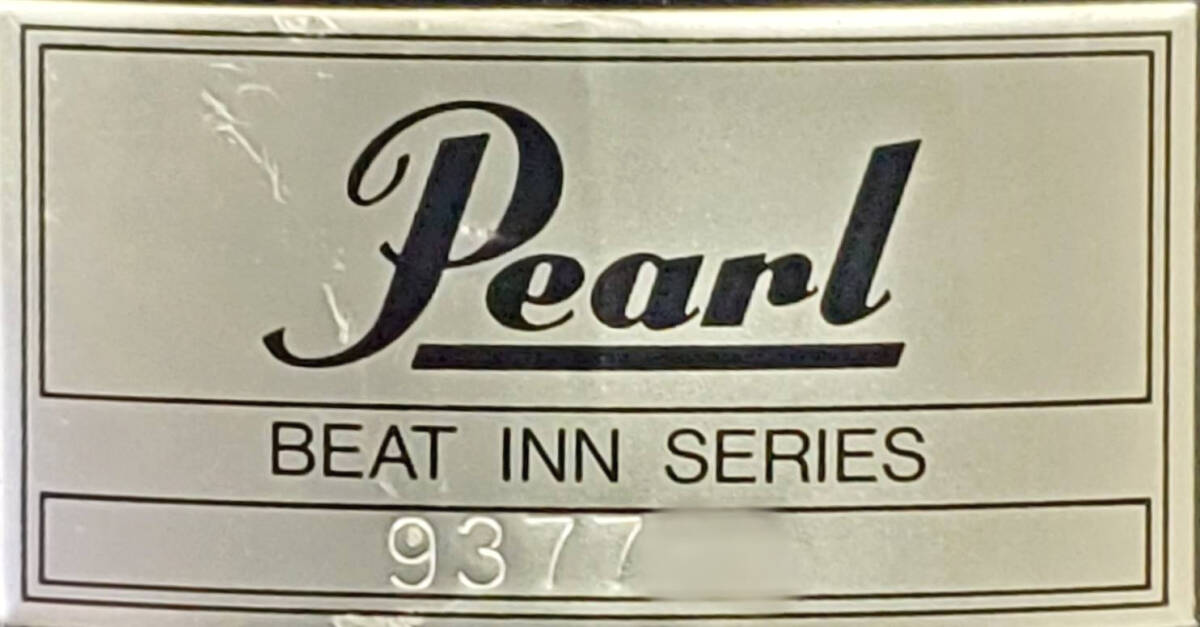 Pearl
BEAT INN SERIES
9377